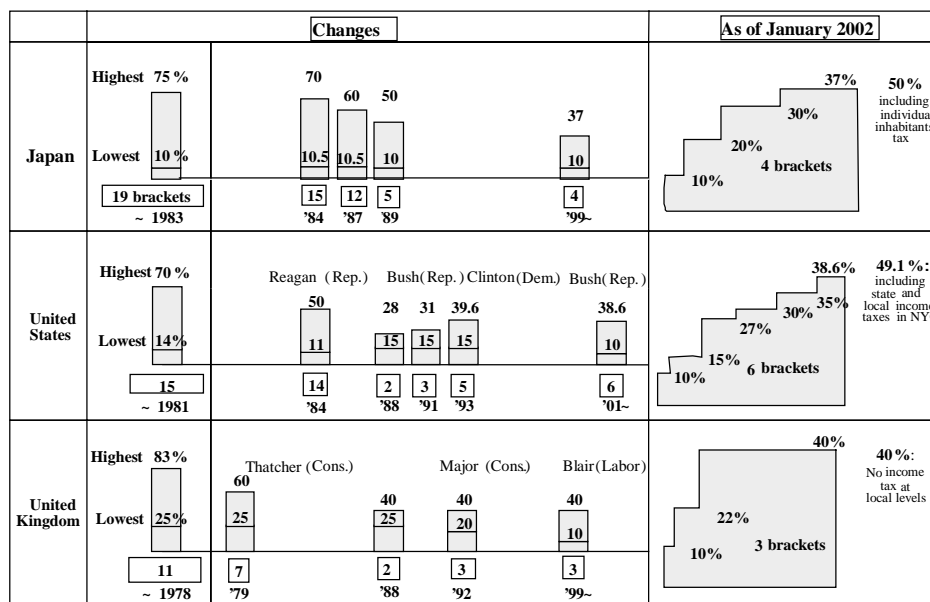 Changes
As of January 2002
Japan
Highest 75 %
Lowest 10 %
19 brackets
~ 1983
70
10.5
15
'84
60
10.5
12
'87
50
10
5
'89
37
10
4
'99~
37%
30%
20%
10%
4 brackets
50 %
including
individua
inhabitants
tax
United
States
Highest 70 %
Lowest 14%
15
~ 1981
Reagan (Rep.)
50
11
14
'84
Bush(Rep.) Clinton(Dem.)
28
15
2
'88
31
15
3
'91
39.6
15
5
'93
Bush(Rep.)
38.6
10
6
'01~
38.6%
35%
30%
27%
15%
10%
6 brackets
49.1 %:
including
state and
local income
taxes in NY
United
Kingdom
Highest 83 %
Lowest 25%
11
~ 1978
Thatcher (Cons.)
60
25
7
'79
40
25
2
'88
Major (Cons.)
40
20
3
'92
Blair(Labor)
40
10
3
'99~
40%
22%
10%
3 brackets
40 %:
No income
tax at
local levels